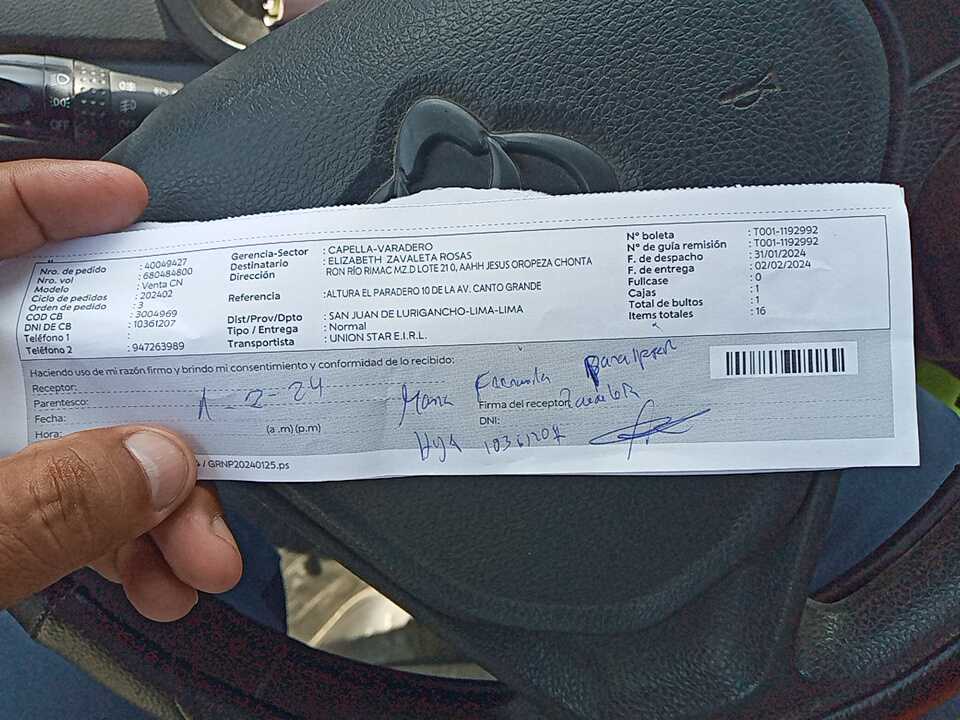 Nro. de pedido : 40049427
Nro. vol : 680484800
Modelo : Venta CN
Ciclo de pedidos : 202402
Orden de pedido : 3
COD CB : 3004969
DNI DE CB : 10361207
Teléfono 1 :
Teléfono 2 : 947263989
Gerencia-Sector : CAPELLA-VARADERO
Destinatario : ELIZABETH ZAVALETA ROSAS
Dirección RON RÍO RIMAC MZ.D LOTE 21 0, AAHH JESUS OROPEZA CHONTA
Referencia : ALTURA EL PARADERO 10 DE LA AV. CANTO GRANDE
Dist/Prov/Dpto : SAN JUAN DE LURIGANCHO-LIMA-LIMA
Tipo / Entrega : Normal
Transportista : UNION STAR E.I.R.L.
N° boleta : T001-1192992
N° de guía remisión : T001-1192992
F. de despacho : 31/01/2024
F. de entrega : 02/02/2024
Fullcase : 0
Cajas : 1
Total de bultos : 1
Items totales : 16
Haciendo uso de mi razón firmo y brindo mi consentimiento y conformidad de lo recibido:
Receptor:
Parentesco:
Fecha: 1-2-24
Hora: (a .m) (p.m)
Firma del receptor
DNI: 10361207
/ GRNP20240125.ps
OFF